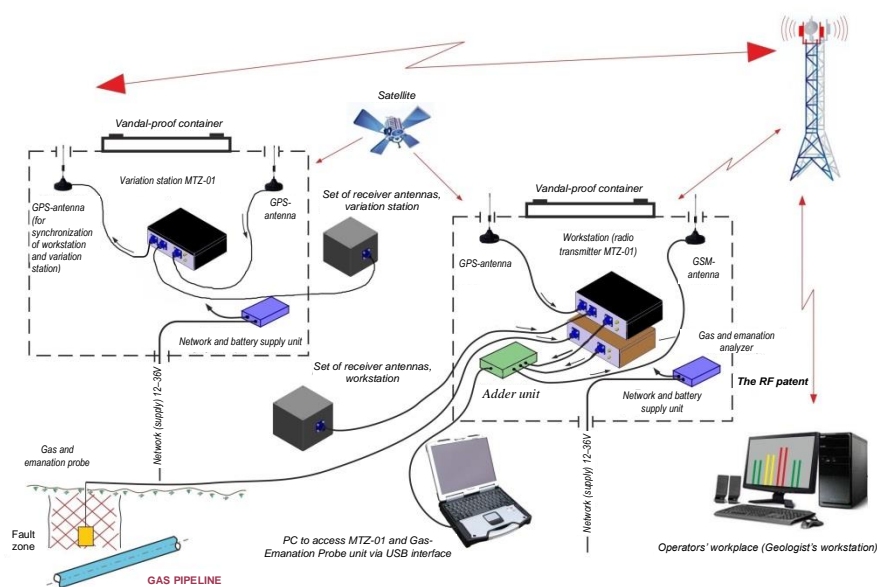 Satellite
Vandal-proof container
Variation station MTZ-01
GPS-antenna
(for
synchronization
of workstation
and variation
station)
GPS-
antenna
Set of receiver antennas,
variation station
Network and battery supply unit
Network (supply) 12–36V
Vandal-proof container
Workstation (radio
transmitter MTZ-01)
GPS-antenna
GSM-
antenna
Gas and emanation
analyzer
The RF patent
Adder unit
Network and battery
supply unit
Network (supply) 12–36V
Set of receiver antennas,
workstation
Gas and
emanation probe
Fault
zone
GAS PIPELINE
PC to access MTZ-01 and Gas-
Emanation Probe unit via USB interface
Operators' workplace (Geologist's workstation)